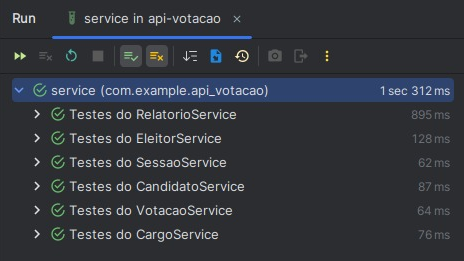 Run service in api-votacao ×
service (com.example.api_votacao) 1 sec 312 ms
Testes do RelatorioService 895 ms
Testes do EleitorService 128 ms
Testes do SessaoService 62 ms
Testes do CandidatoService 87 ms
Testes do VotacaoService 64 ms
Testes do CargoService 76 ms